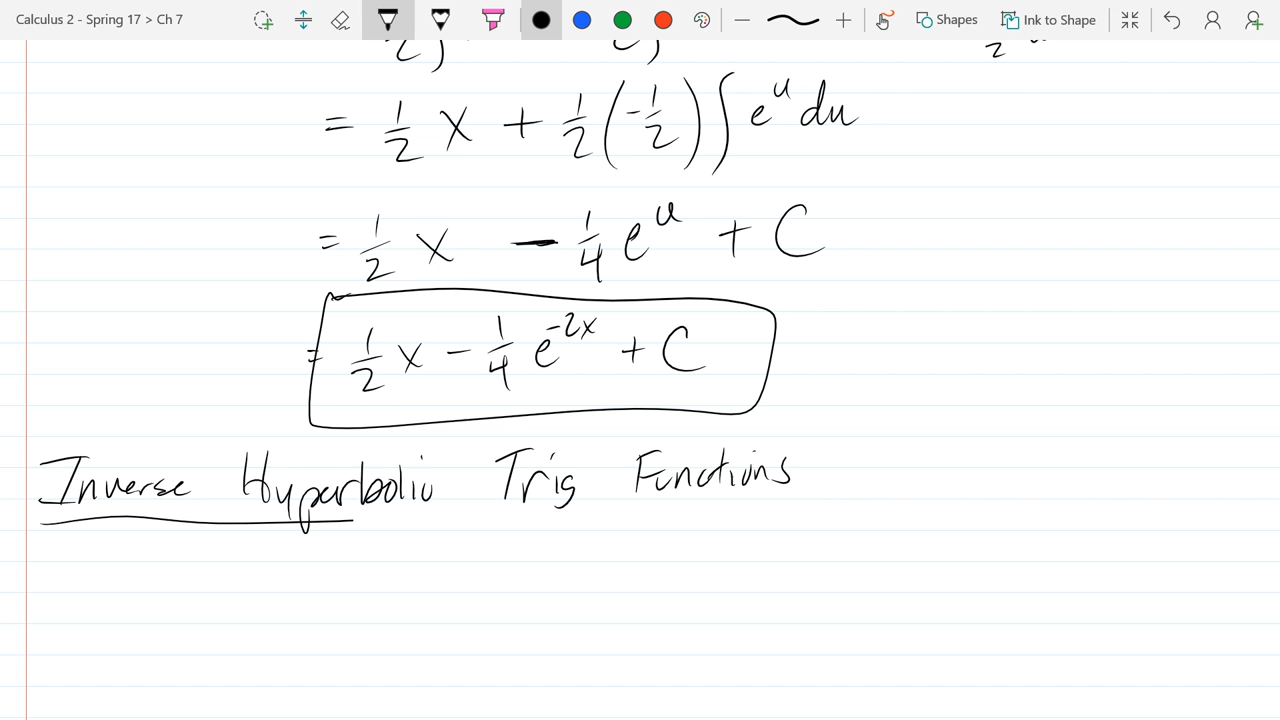 Calculus 2 - Spring 17 > Ch 7 Shapes Ink to Shape
= 1/2 x + 1/2 (-1/2) ∫ e^u du
= 1/2 x - 1/4 e^u + C
= 1/2 x - 1/4 e^-2x + C
Inverse Hyperbolic Trig Functions